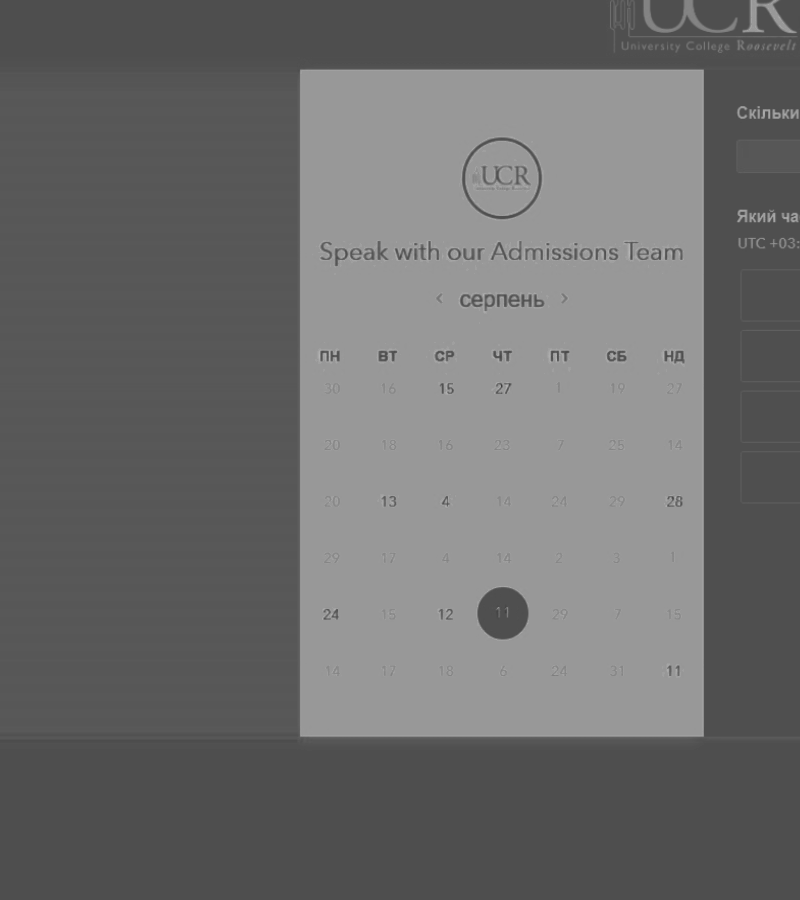 UCR
University College Roosevelt
UCR
Speak with our Admissions Team
‹ серпень ›
ПН ВТ СР ЧТ ПТ СБ НД
30 16 15 27 1 19 27
20 18 16 23 7 25 14
20 13 4 14 24 29 28
29 17 4 14 2 3 1
24 15 12 11 29 7 15
14 17 18 6 24 31 11
Скільки
Який ча
UTC +03: